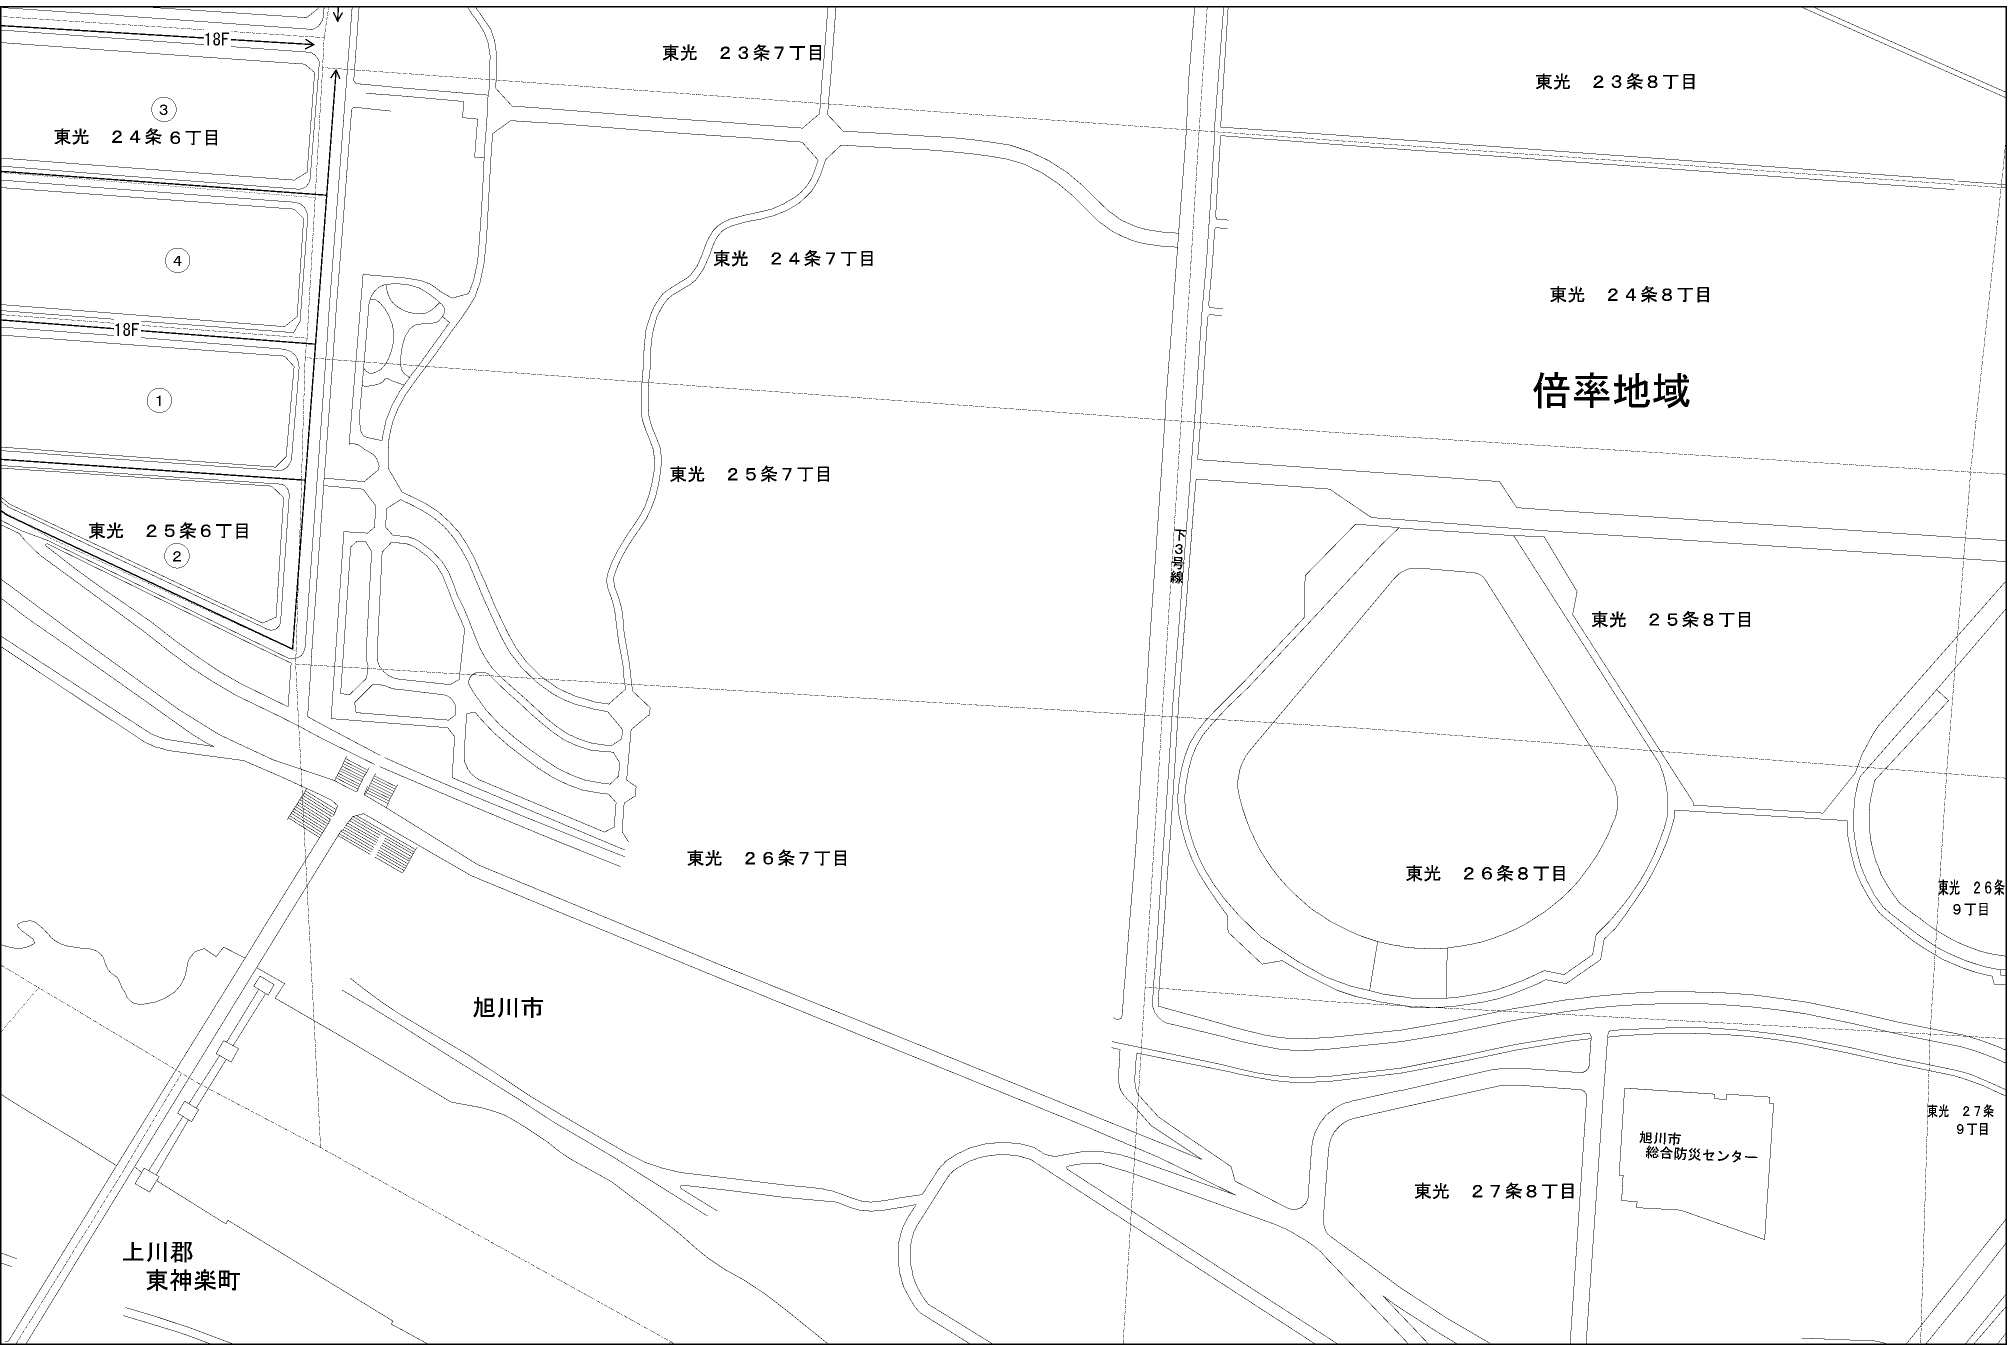 18F
東光　２３条７丁目
東光　２３条８丁目
3
東光　２４条６丁目
4
東光　２４条７丁目
東光　２４条８丁目
18F
倍率地域
1
東光　２５条７丁目
東光　２５条６丁目
2
下３号線
東光　２５条８丁目
東光　２６条７丁目
東光　２６条８丁目
東光　２６条
９丁目
旭川市
東光　２７条
９丁目
旭川市
総合防災センター
東光　２７条８丁目
上川郡
東神楽町